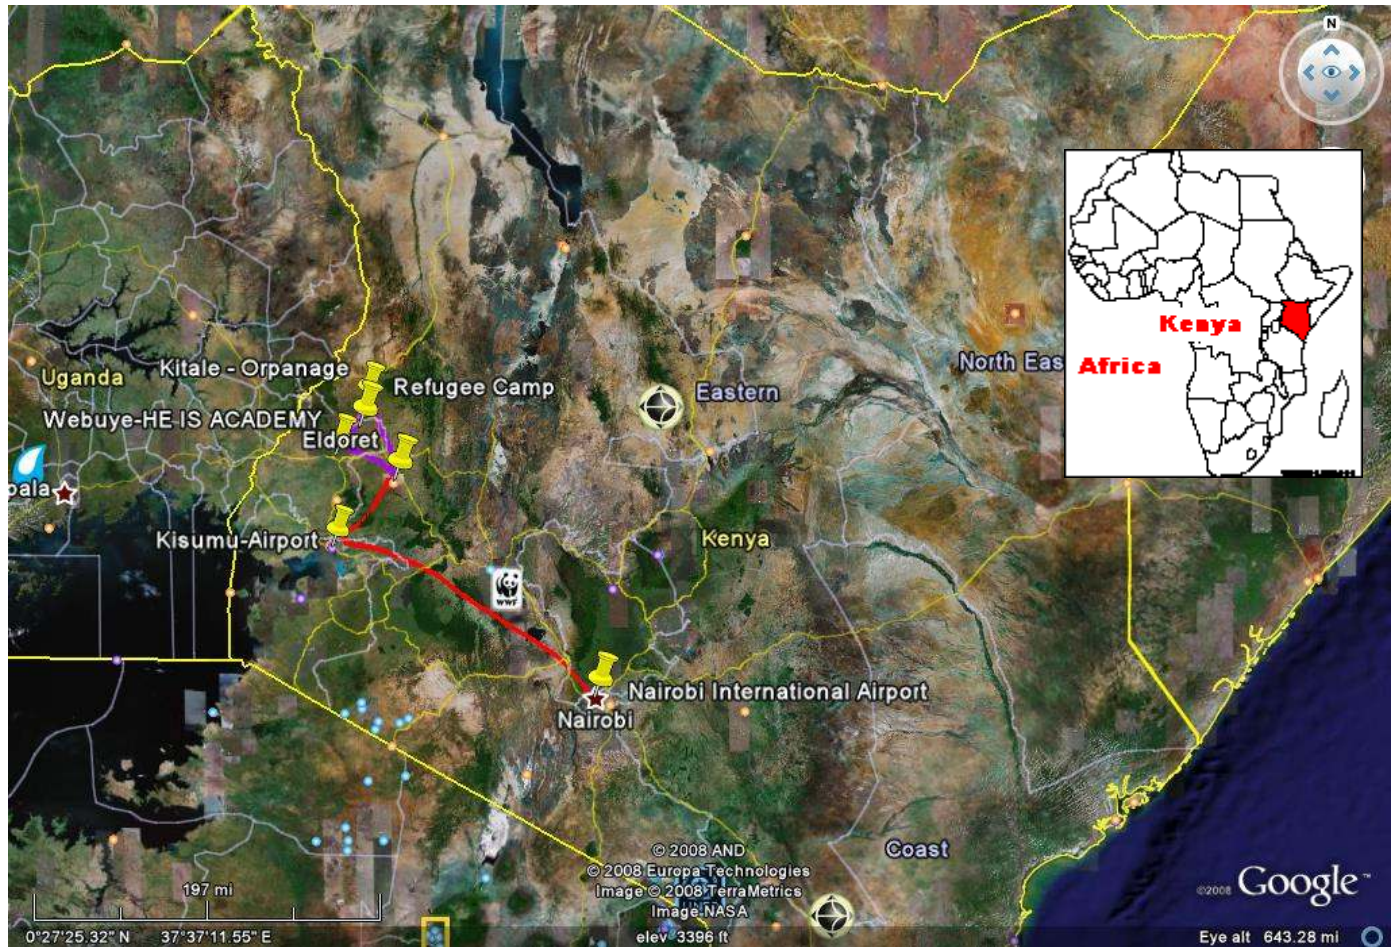 N
Kenya
Africa
North Eas
Eastern
Uganda
Kitale - Orpanage
Refugee Camp
Webuye-HE IS ACADEMY
Eldoret
pala
Kisumu-Airport
Kenya
WWF
Nairobi International Airport
Nairobi
Coast
© 2008 AND
© 2008 Europa Technologies
Image © 2008 TerraMetrics
Image NASA
©2008 Google™
197 mi
0°27'25.32" N 37°37'11.55" E
elev 3396 ft
Eye alt 643.28 mi